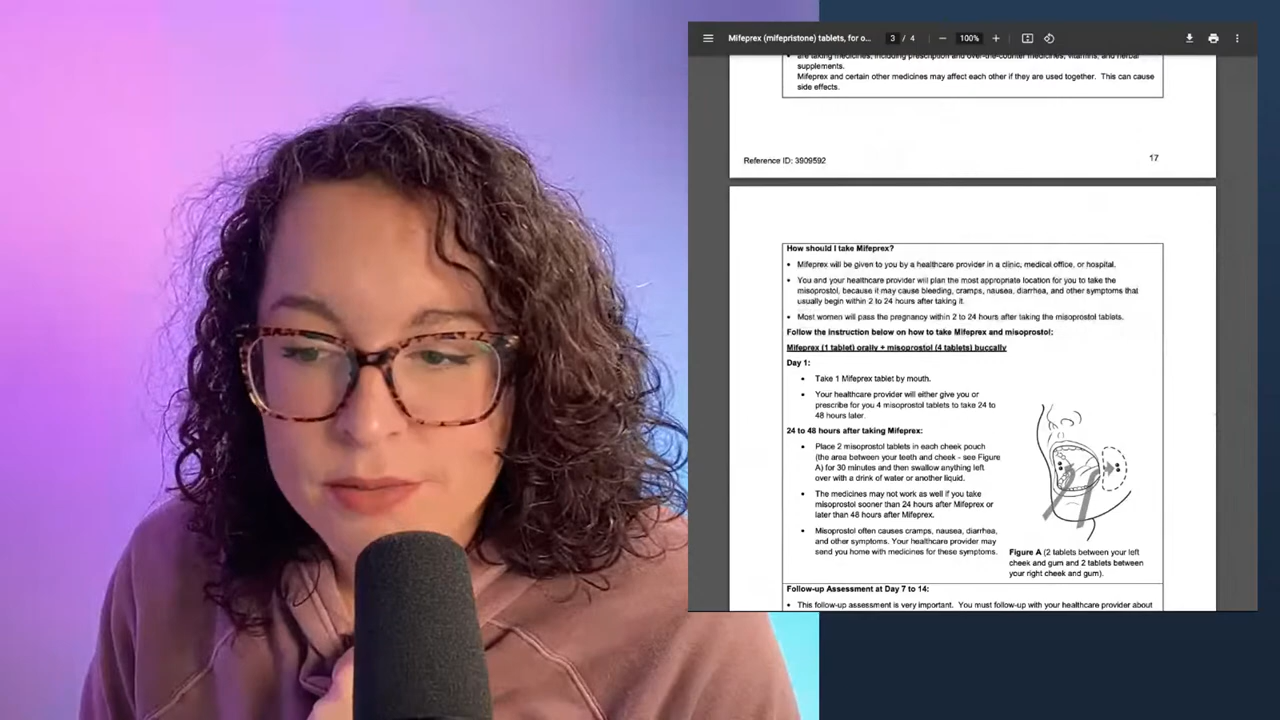 Mifeprex (mifepristone) tablets, for o...
3 / 4
100%
are taking medicines, including prescription and over-the-counter medicines, vitamins, and herbal
supplements.
Mifeprex and certain other medicines may affect each other if they are used together. This can cause
side effects.
Reference ID: 3909592
17
How should I take Mifeprex?
• Mifeprex will be given to you by a healthcare provider in a clinic, medical office, or hospital.
• You and your healthcare provider will plan the most appropriate location for you to take the
misoprostol, because it may cause bleeding, cramps, nausea, diarrhea, and other symptoms that
usually begin within 2 to 24 hours after taking it.
• Most women will pass the pregnancy within 2 to 24 hours after taking the misoprostol tablets.
Follow the instruction below on how to take Mifeprex and misoprostol:
Mifeprex (1 tablet) orally + misoprostol (4 tablets) buccally
Day 1:
• Take 1 Mifeprex tablet by mouth.
• Your healthcare provider will either give you or
prescribe for you 4 misoprostol tablets to take 24 to
48 hours later.
24 to 48 hours after taking Mifeprex:
• Place 2 misoprostol tablets in each cheek pouch
(the area between your teeth and cheek - see Figure
A) for 30 minutes and then swallow anything left
over with a drink of water or another liquid.
• The medicines may not work as well if you take
misoprostol sooner than 24 hours after Mifeprex or
later than 48 hours after Mifeprex.
• Misoprostol often causes cramps, nausea, diarrhea,
and other symptoms. Your healthcare provider may
send you home with medicines for these symptoms.
Figure A (2 tablets between your left
cheek and gum and 2 tablets between
your right cheek and gum).
Follow-up Assessment at Day 7 to 14:
• This follow-up assessment is very important. You must follow-up with your healthcare provider about